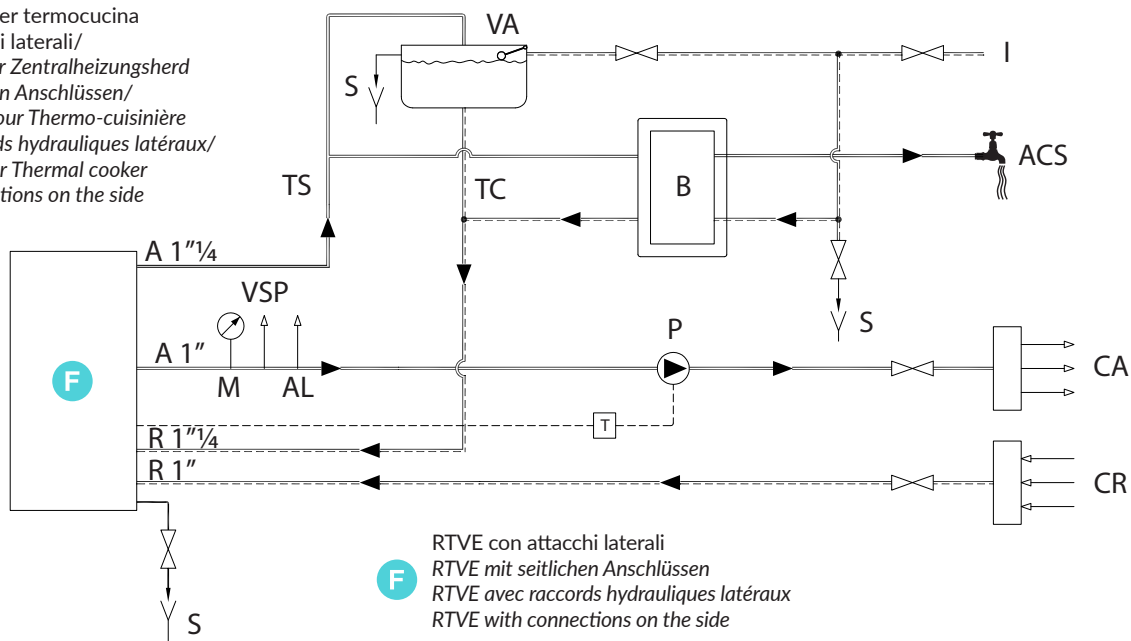 er termocucina
i laterali/
r Zentralheizungsherd
n Anschlüssen/
our Thermo-cuisinière
ds hydrauliques latéraux/
r Thermal cooker
tions on the side
VA
S
I
ACS
TS
TC
B
A 1"¼
VSP
S
P
A 1"
F
M
AL
CA
T
R 1"¼
R 1"
CR
S
F
RTVE con attacchi laterali
RTVE mit seitlichen Anschlüssen
RTVE avec raccords hydrauliques latéraux
RTVE with connections on the side